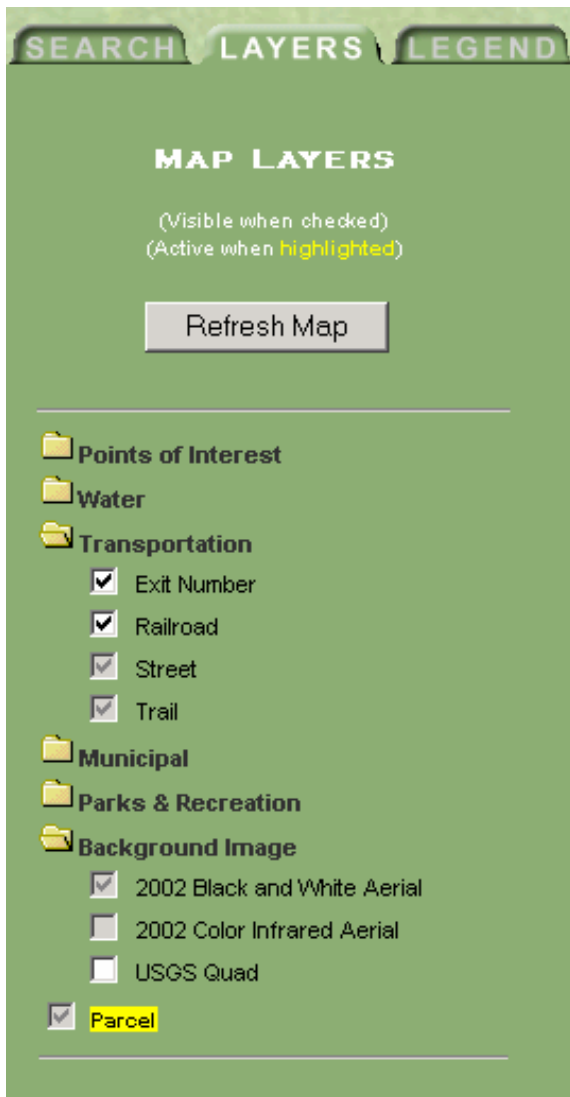 SEARCH LAYERS LEGEND
MAP LAYERS
(Visible when checked)
(Active when highlighted)
Refresh Map
Points of Interest
Water
Transportation
Exit Number
Railroad
Street
Trail
Municipal
Parks & Recreation
Background Image
2002 Black and White Aerial
2002 Color Infrared Aerial
USGS Quad
Parcel